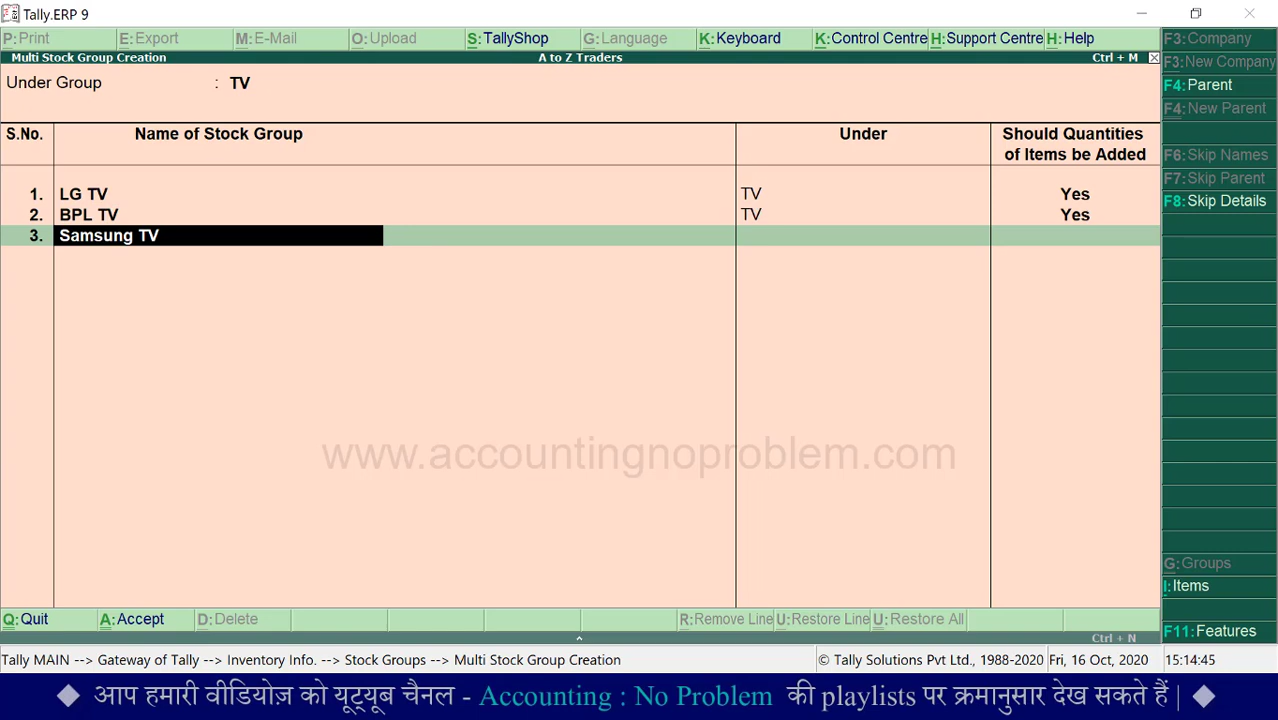 Tally.ERP 9
P: Print E: Export M: E-Mail O: Upload S: TallyShop G: Language K: Keyboard K: Control Centre H: Support Centre H: Help F3: Company
Multi Stock Group Creation A to Z Traders Ctrl + M F3: New Company
Under Group : TV F4: Parent
F4: New Parent
S.No. Name of Stock Group Under Should Quantities of Items be Added
F6: Skip Names
F7: Skip Parent
1. LG TV TV Yes F8: Skip Details
2. BPL TV TV Yes
3. Samsung TV
www.accountingnoproblem.com
G: Groups
I: Items
Q: Quit A: Accept D: Delete R: Remove Line U: Restore Line U: Restore All
F11: Features
Ctrl + N
Tally MAIN --> Gateway of Tally --> Inventory Info. --> Stock Groups --> Multi Stock Group Creation © Tally Solutions Pvt Ltd., 1988-2020 Fri, 16 Oct, 2020 15:14:45
आप हमारी वीडियोज़ को यूट्यूब चैनल - Accounting : No Problem की playlists पर क्रमानुसार देख सकते हैं |